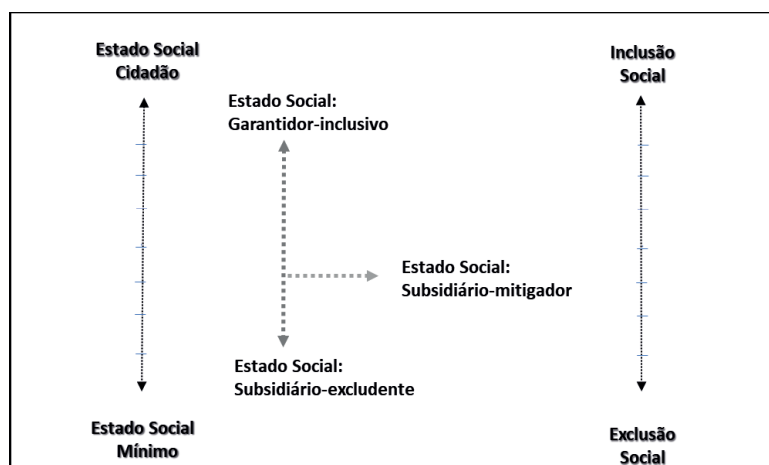 Estado Social
Cidadão
Inclusão
Social
Estado Social:
Garantidor-inclusivo
Estado Social:
Subsidiário-mitigador
Estado Social:
Subsidiário-excludente
Estado Social
Mínimo
Exclusão
Social